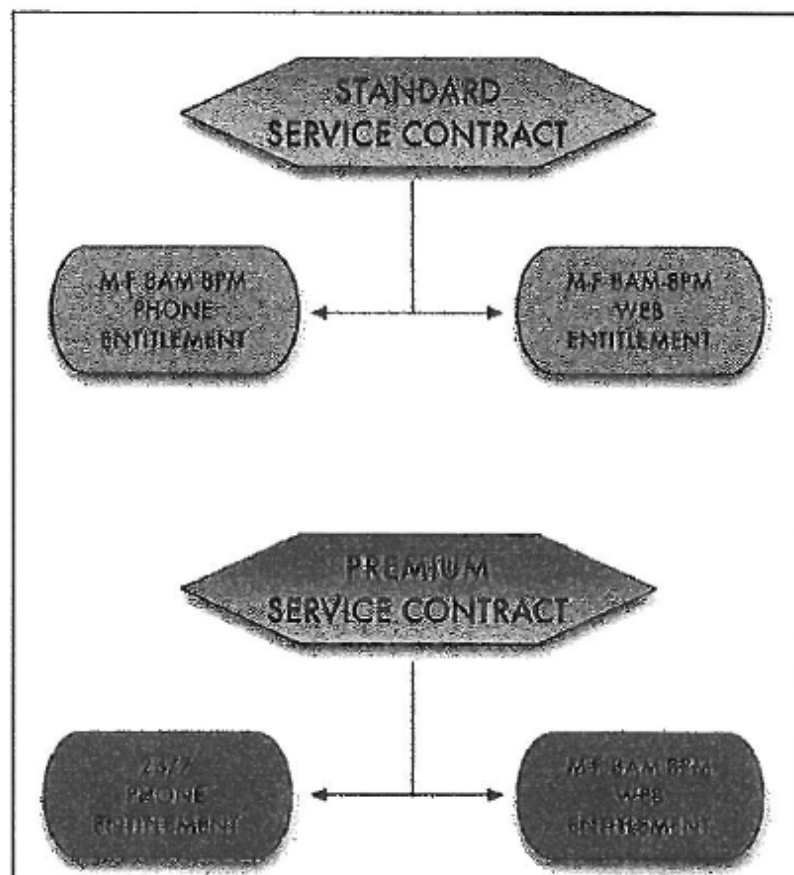 STANDARD
SERVICE CONTRACT
M-F 8AM-8PM
PHONE
ENTITLEMENT
M-F 8AM-8PM
WEB
ENTITLEMENT
PREMIUM
SERVICE CONTRACT
24/7
PHONE
ENTITLEMENT
M-F 8AM-8PM
WEB
ENTITLEMENT